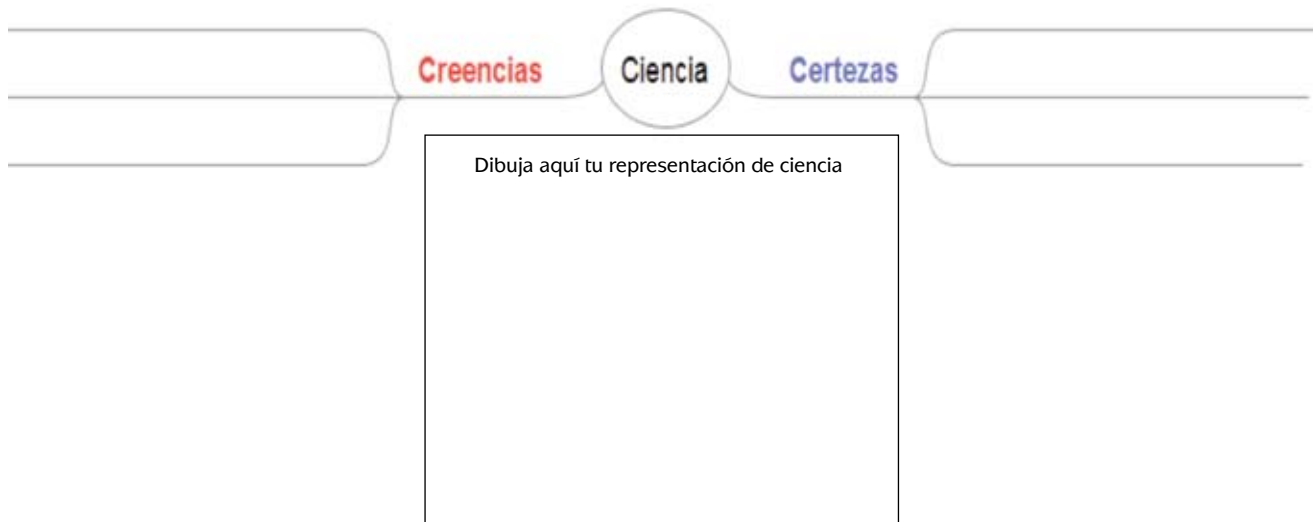 Creencias
Ciencia
Certezas
Dibuja aquí tu representación de ciencia